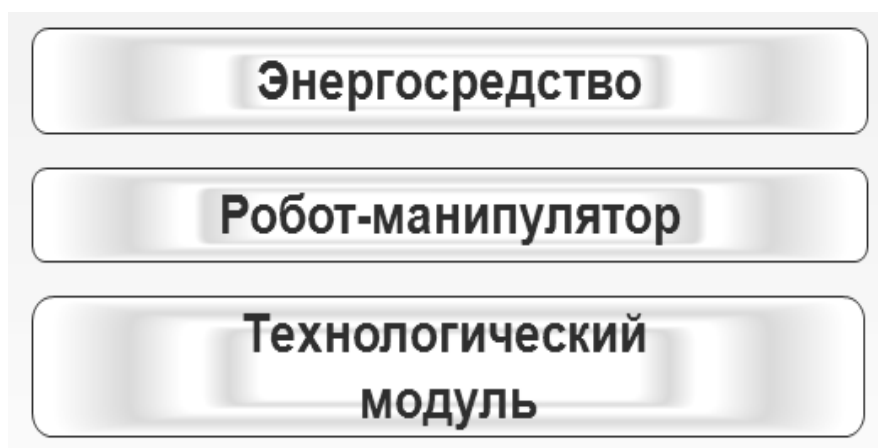 Энергосредство
Робот-манипулятор
Технологический
модуль